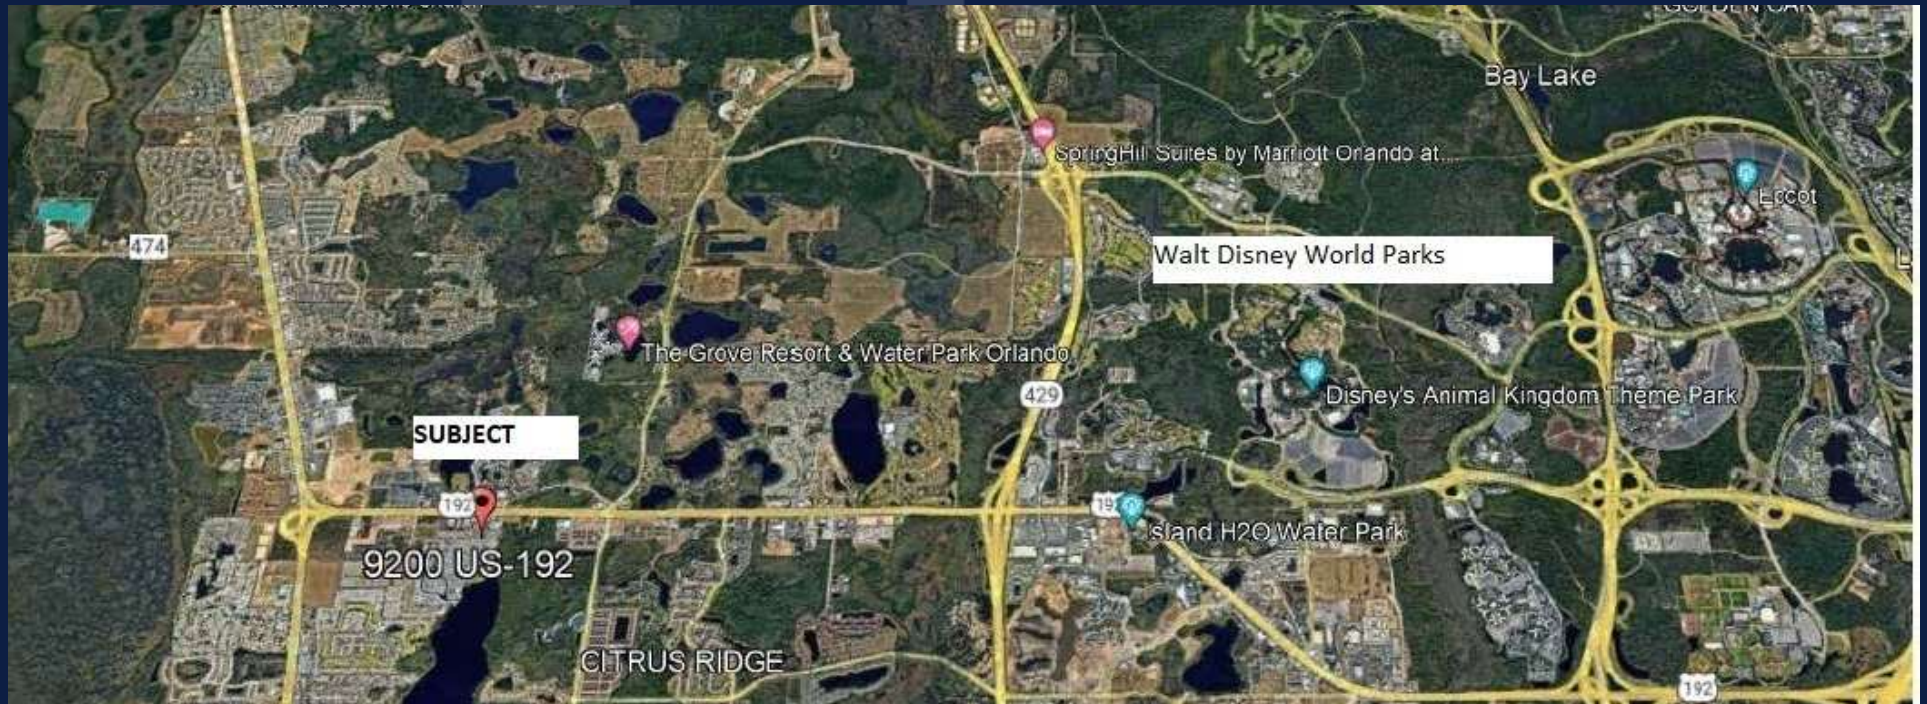 Bay Lake
SpringHill Suites by Marriott Orlando at...
Epcot
474
Walt Disney World Parks
The Grove Resort & Water Park Orlando
429
Disney's Animal Kingdom Theme Park
SUBJECT
192
Island H2O Water Park
9200 US-192
CITRUS RIDGE
192